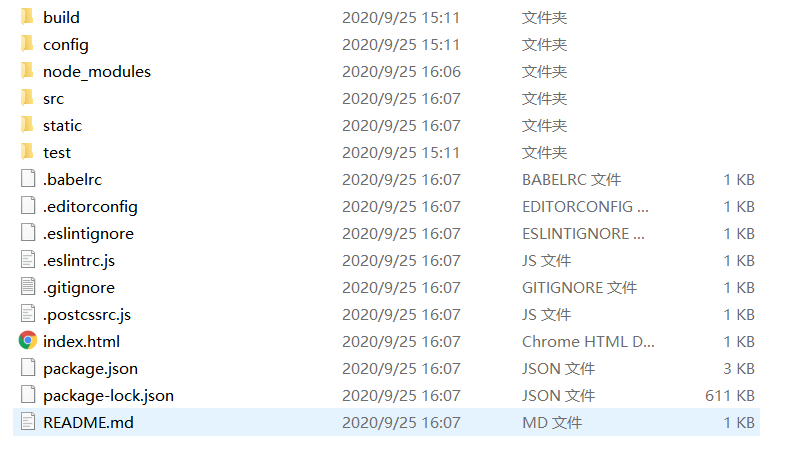 build 2020/9/25 15:11 文件夹
config 2020/9/25 15:11 文件夹
node_modules 2020/9/25 16:06 文件夹
src 2020/9/25 16:07 文件夹
static 2020/9/25 16:07 文件夹
test 2020/9/25 15:11 文件夹
.babelrc 2020/9/25 16:07 BABELRC 文件 1 KB
.editorconfig 2020/9/25 16:07 EDITORCONFIG ... 1 KB
.eslintignore 2020/9/25 16:07 ESLINTIGNORE ... 1 KB
.eslintrc.js 2020/9/25 16:07 JS 文件 1 KB
.gitignore 2020/9/25 16:07 GITIGNORE 文件 1 KB
.postcssrc.js 2020/9/25 16:07 JS 文件 1 KB
index.html 2020/9/25 16:07 Chrome HTML D... 1 KB
package.json 2020/9/25 16:07 JSON 文件 3 KB
package-lock.json 2020/9/25 16:07 JSON 文件 611 KB
README.md 2020/9/25 16:07 MD 文件 1 KB